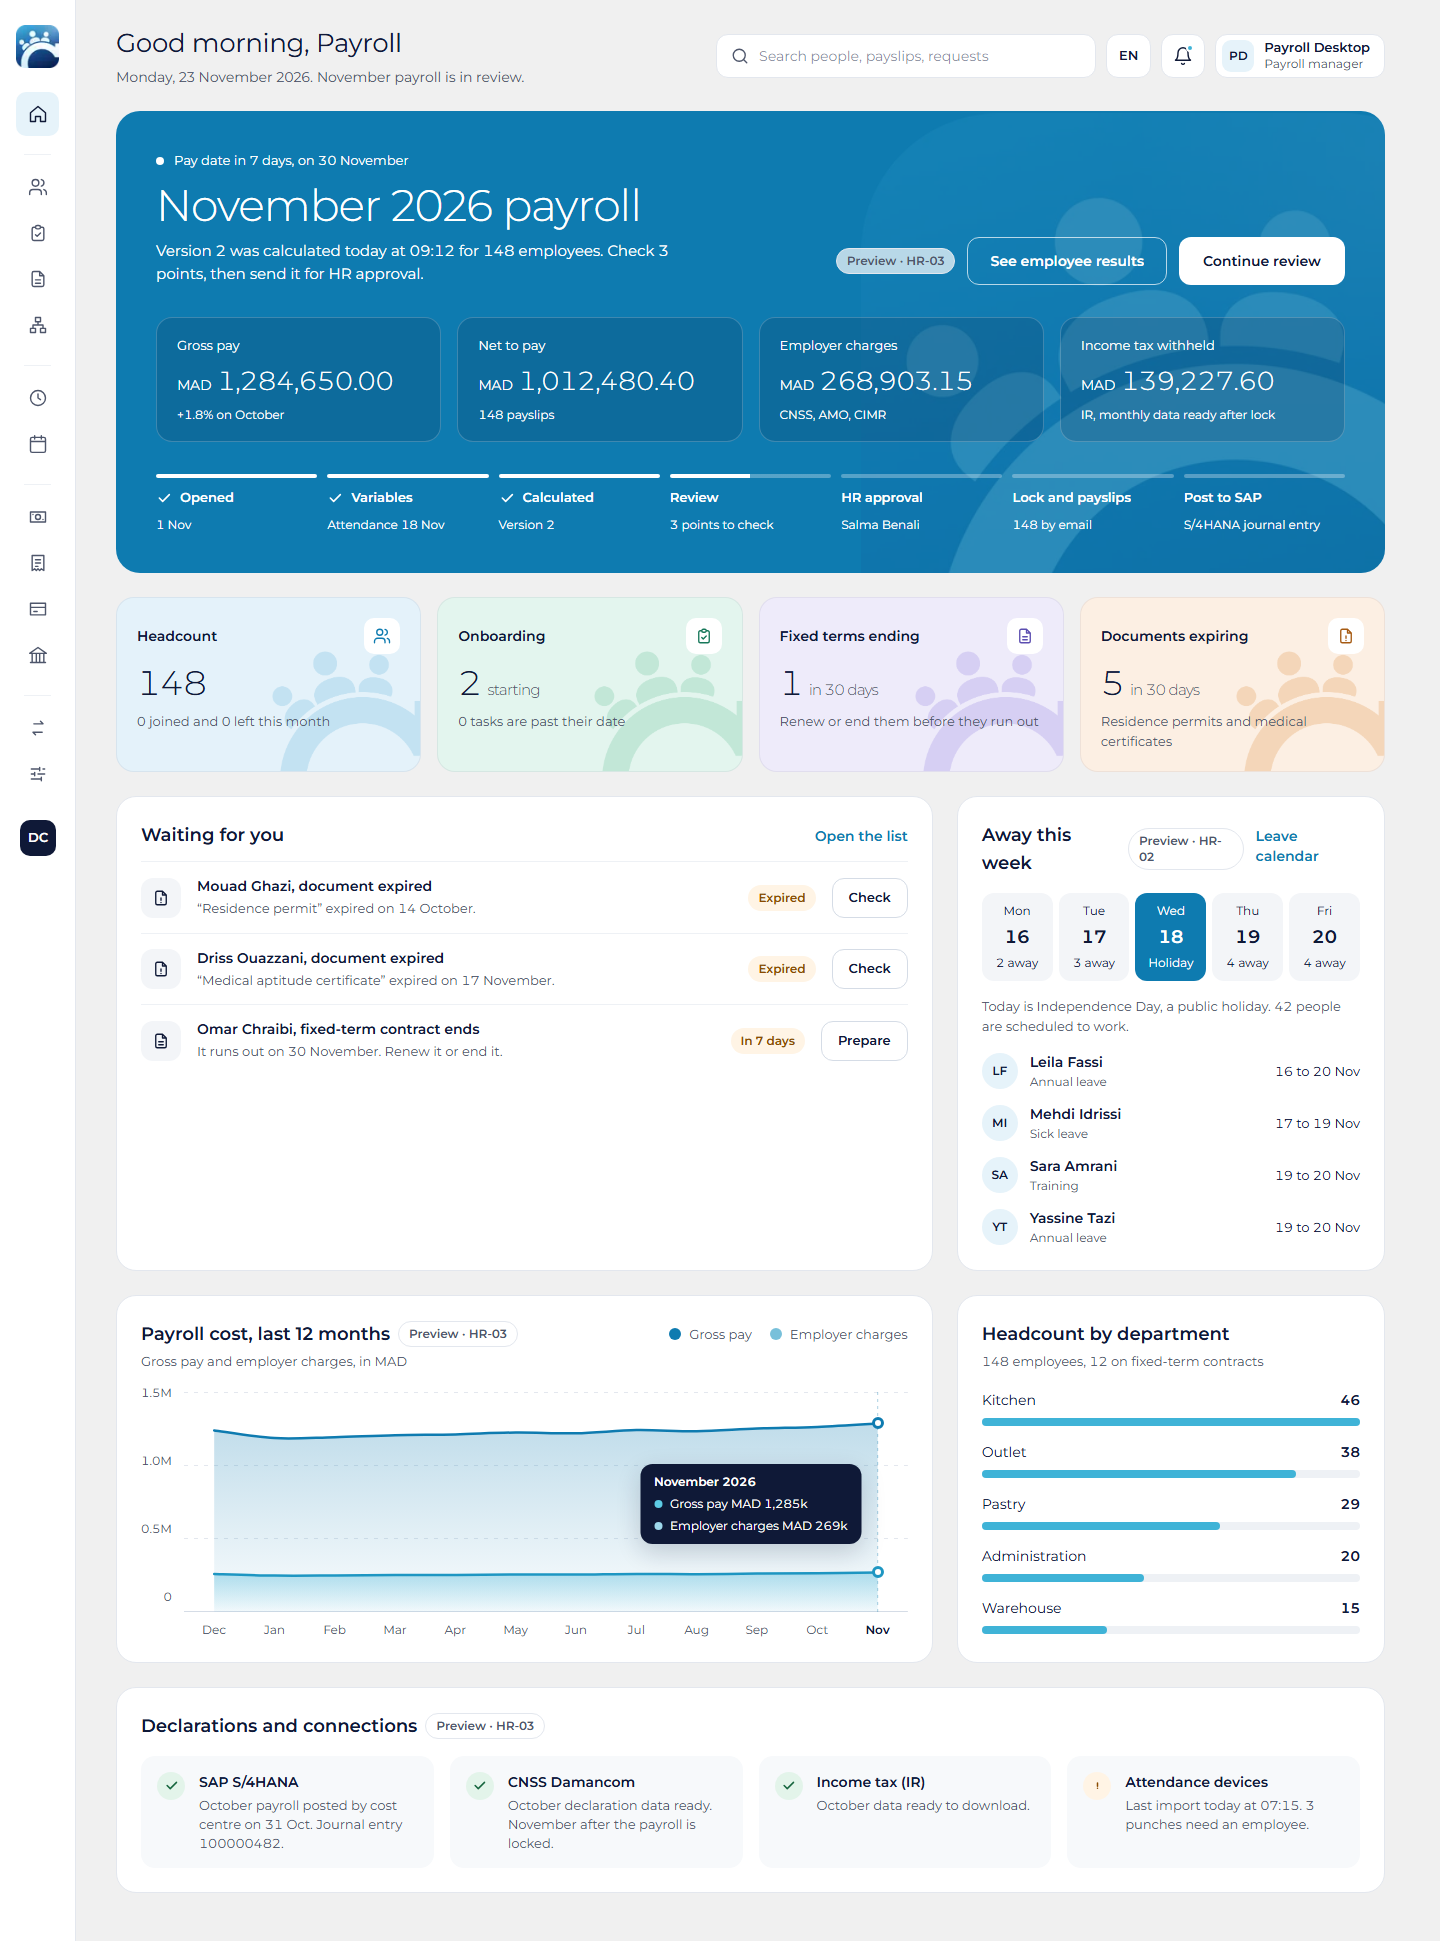 Good morning, Payroll
Monday, 23 November 2026. November payroll is in review.
Search people, payslips, requests
EN
PD
Payroll Desktop
Payroll manager
Pay date in 7 days, on 30 November
November 2026 payroll
Version 2 was calculated today at 09:12 for 148 employees. Check 3
points, then send it for HR approval.
Preview · HR-03
See employee results
Continue review
Gross pay
MAD 1,284,650.00
+1.8% on October
Net to pay
MAD 1,012,480.40
148 payslips
Employer charges
MAD 268,903.15
CNSS, AMO, CIMR
Income tax withheld
MAD 139,227.60
IR, monthly data ready after lock
Opened
1 Nov
Variables
Attendance 18 Nov
Calculated
Version 2
Review
3 points to check
HR approval
Salma Benali
Lock and payslips
148 by email
Post to SAP
S/4HANA journal entry
Headcount
148
0 joined and 0 left this month
Onboarding
2 starting
0 tasks are past their date
Fixed terms ending
1 in 30 days
Renew or end them before they run out
Documents expiring
5 in 30 days
Residence permits and medical
certificates
DC
Waiting for you
Open the list
Mouad Ghazi, document expired
“Residence permit” expired on 14 October.
Expired
Check
Driss Ouazzani, document expired
“Medical aptitude certificate” expired on 17 November.
Expired
Check
Omar Chraibi, fixed-term contract ends
It runs out on 30 November. Renew it or end it.
In 7 days
Prepare
Away this
week
Preview · HR-
02
Leave
calendar
Mon
16
2 away
Tue
17
3 away
Wed
18
Holiday
Thu
19
4 away
Fri
20
4 away
Today is Independence Day, a public holiday. 42 people
are scheduled to work.
LF
Leila Fassi
Annual leave
16 to 20 Nov
MI
Mehdi Idrissi
Sick leave
17 to 19 Nov
SA
Sara Amrani
Training
19 to 20 Nov
YT
Yassine Tazi
Annual leave
19 to 20 Nov
Payroll cost, last 12 months
Preview · HR-03
Gross pay
Employer charges
Gross pay and employer charges, in MAD
1.5M
1.0M
0.5M
0
November 2026
Gross pay MAD 1,285k
Employer charges MAD 269k
Dec
Jan
Feb
Mar
Apr
May
Jun
Jul
Aug
Sep
Oct
Nov
Headcount by department
148 employees, 12 on fixed-term contracts
Kitchen
46
Outlet
38
Pastry
29
Administration
20
Warehouse
15
Declarations and connections
Preview · HR-03
SAP S/4HANA
October payroll posted by cost
centre on 31 Oct. Journal entry
100000482.
CNSS Damancom
October declaration data ready.
November after the payroll is
locked.
Income tax (IR)
October data ready to download.
Attendance devices
Last import today at 07:15. 3
punches need an employee.